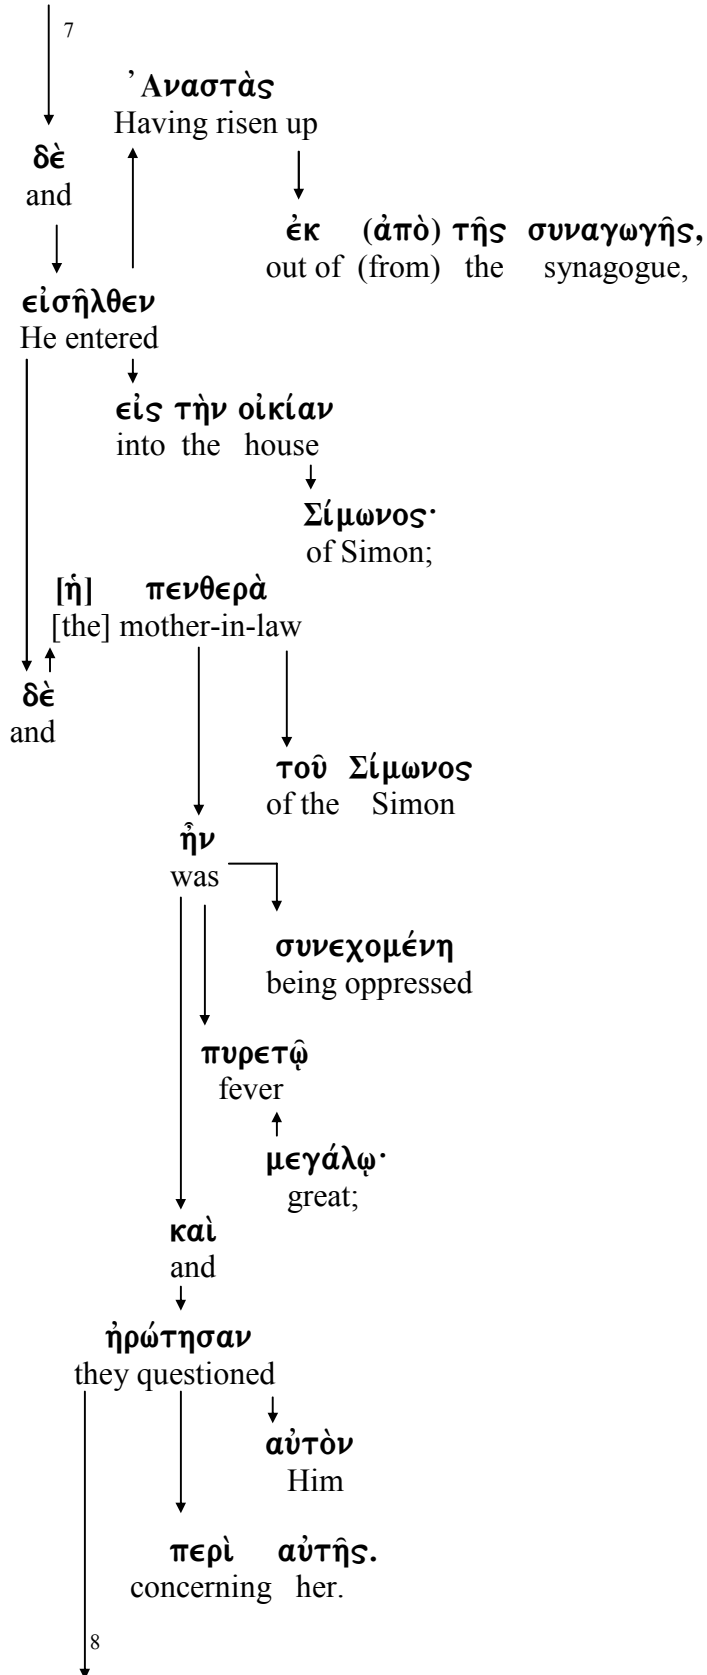 7
Ἀναστὰς
Having risen up
δὲ
and
ἐκ (ἀπὸ) τῆς συναγωγῆς,
out of (from) the synagogue,
εἰσῆλθεν
He entered
εἰς τὴν οἰκίαν
into the house
Σίμωνος·
of Simon;
[ἡ] πενθερὰ
[the] mother-in-law
δὲ
and
τοῦ Σίμωνος
of the Simon
ἦν
was
συνεχομένη
being oppressed
πυρετῷ
fever
μεγάλῳ·
great;
καὶ
and
ἠρώτησαν
they questioned
αὐτὸν
Him
περὶ αὐτῆς.
concerning her.
8